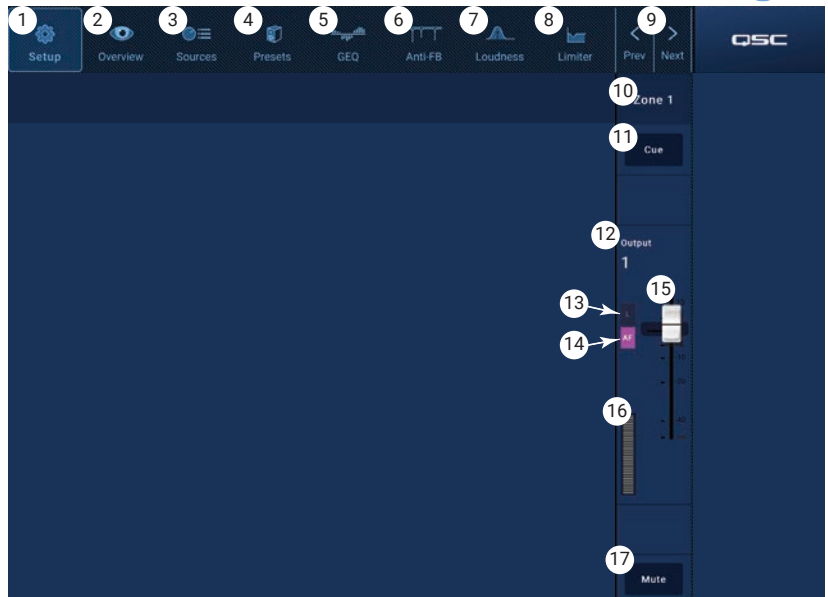 1 2 3 4 5 6 7 8 9
Setup Overview Sources Presets GEQ Anti-FB Loudness Limiter Prev Next
QSC
10
Zone 1
11
Cue
12
Output
1
13
14
AF
15
16
17
Mute